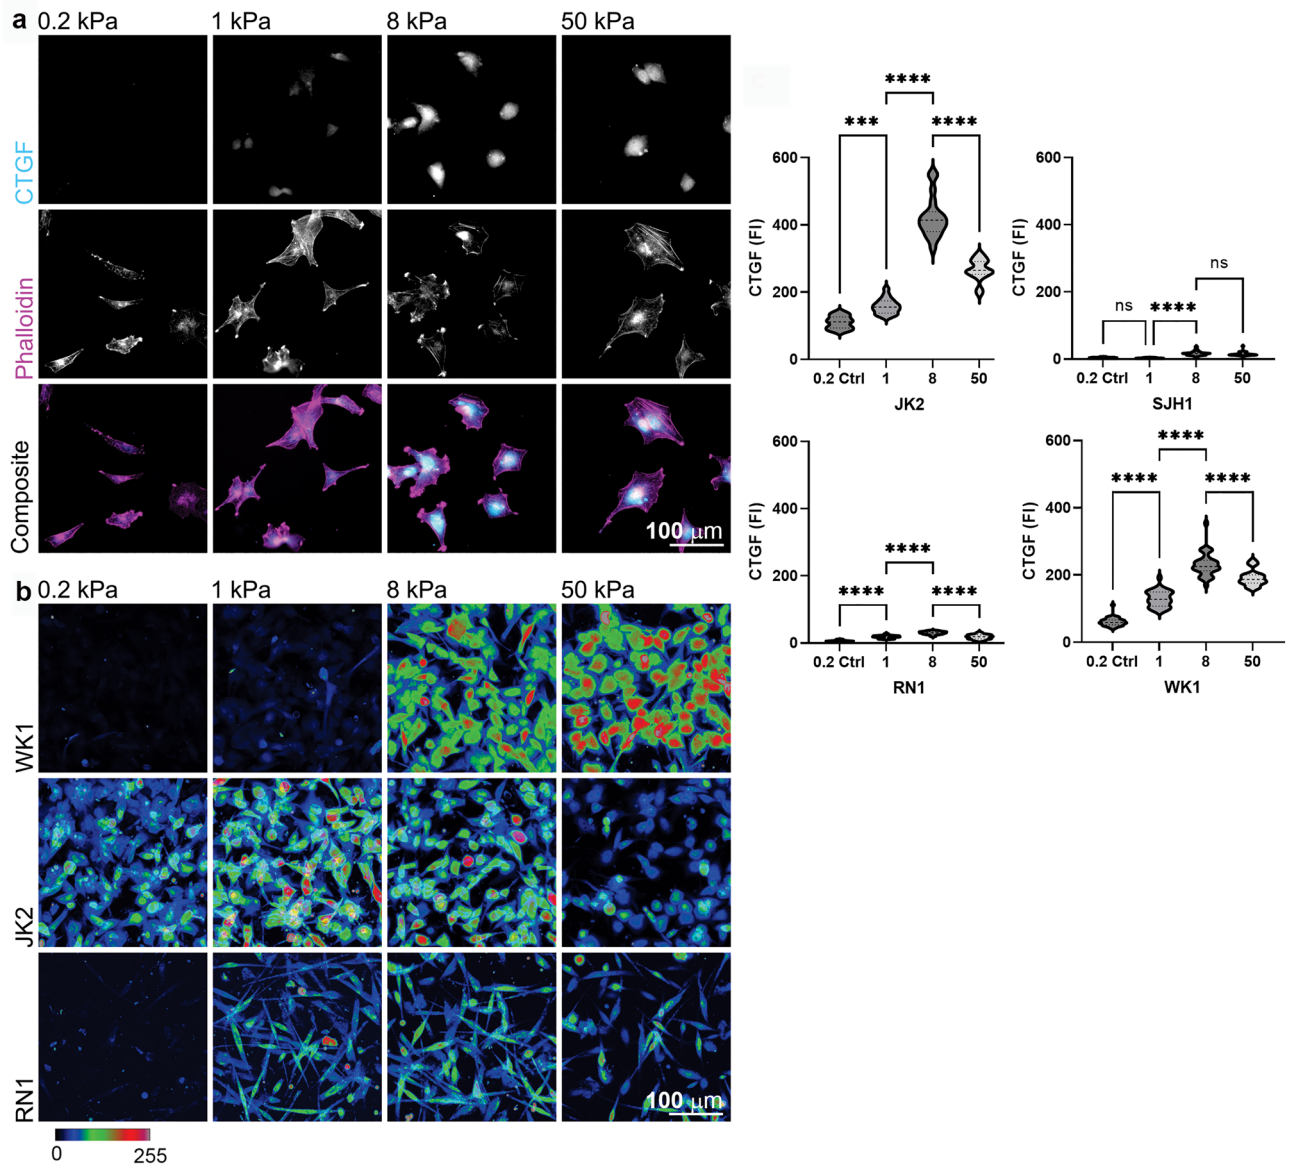 a 0.2 kPa 1 kPa 8 kPa 50 kPa
CTGF
Phalloidin
Composite
100 μm
b 0.2 kPa 1 kPa 8 kPa 50 kPa
WK1
JK2
RN1
100 μm
0 255
****
*** ****
600
400
200
0
CTGF (FI)
0.2 Ctrl 1 8 50
JK2
600
400
200
0
CTGF (FI)
ns
ns ****
0.2 Ctrl 1 8 50
SJH1
600
400
200
0
CTGF (FI)
****
**** ****
0.2 Ctrl 1 8 50
RN1
600
400
200
0
CTGF (FI)
****
**** ****
0.2 Ctrl 1 8 50
WK1